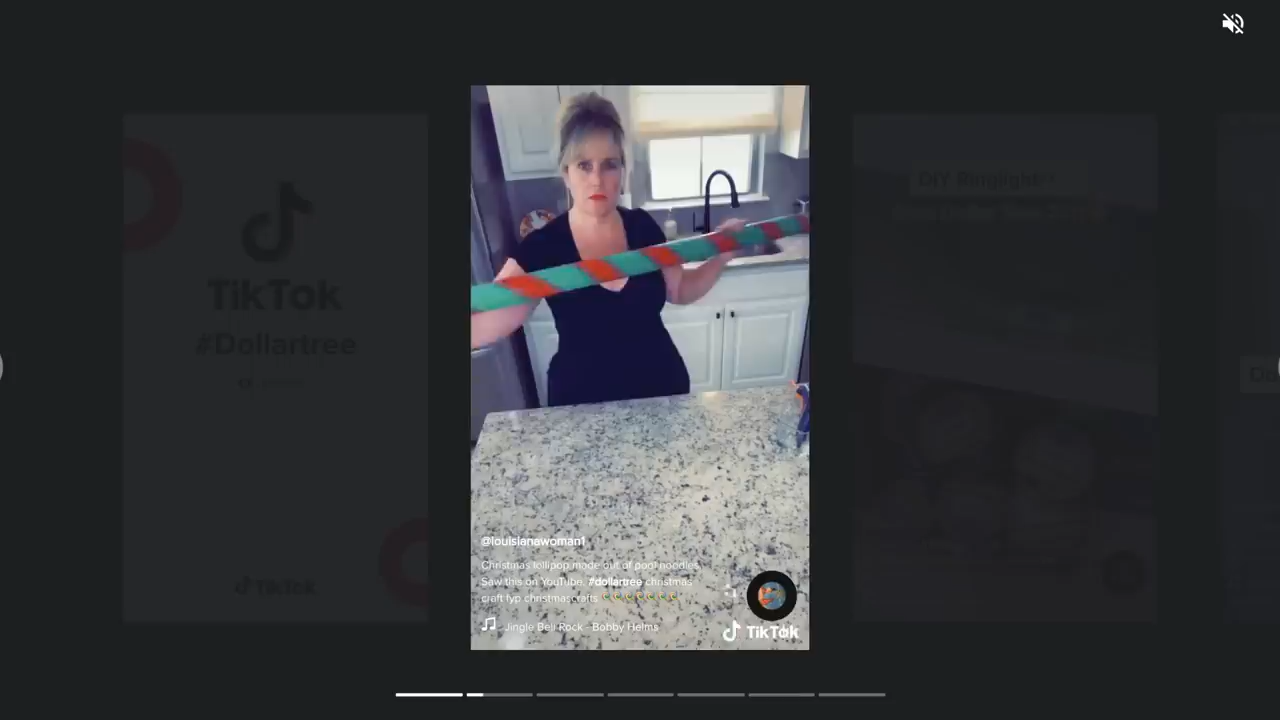 TikTok
#Dollartree
@louisianawoman1
Christmas lollipop made out of pool noodles.
Saw this on YouTube. #dollartree christmas
craft fyp christmascrafts
Jingle Bell Rock - Bobby Helms
TikTok
TikTok
DIY Ringlight